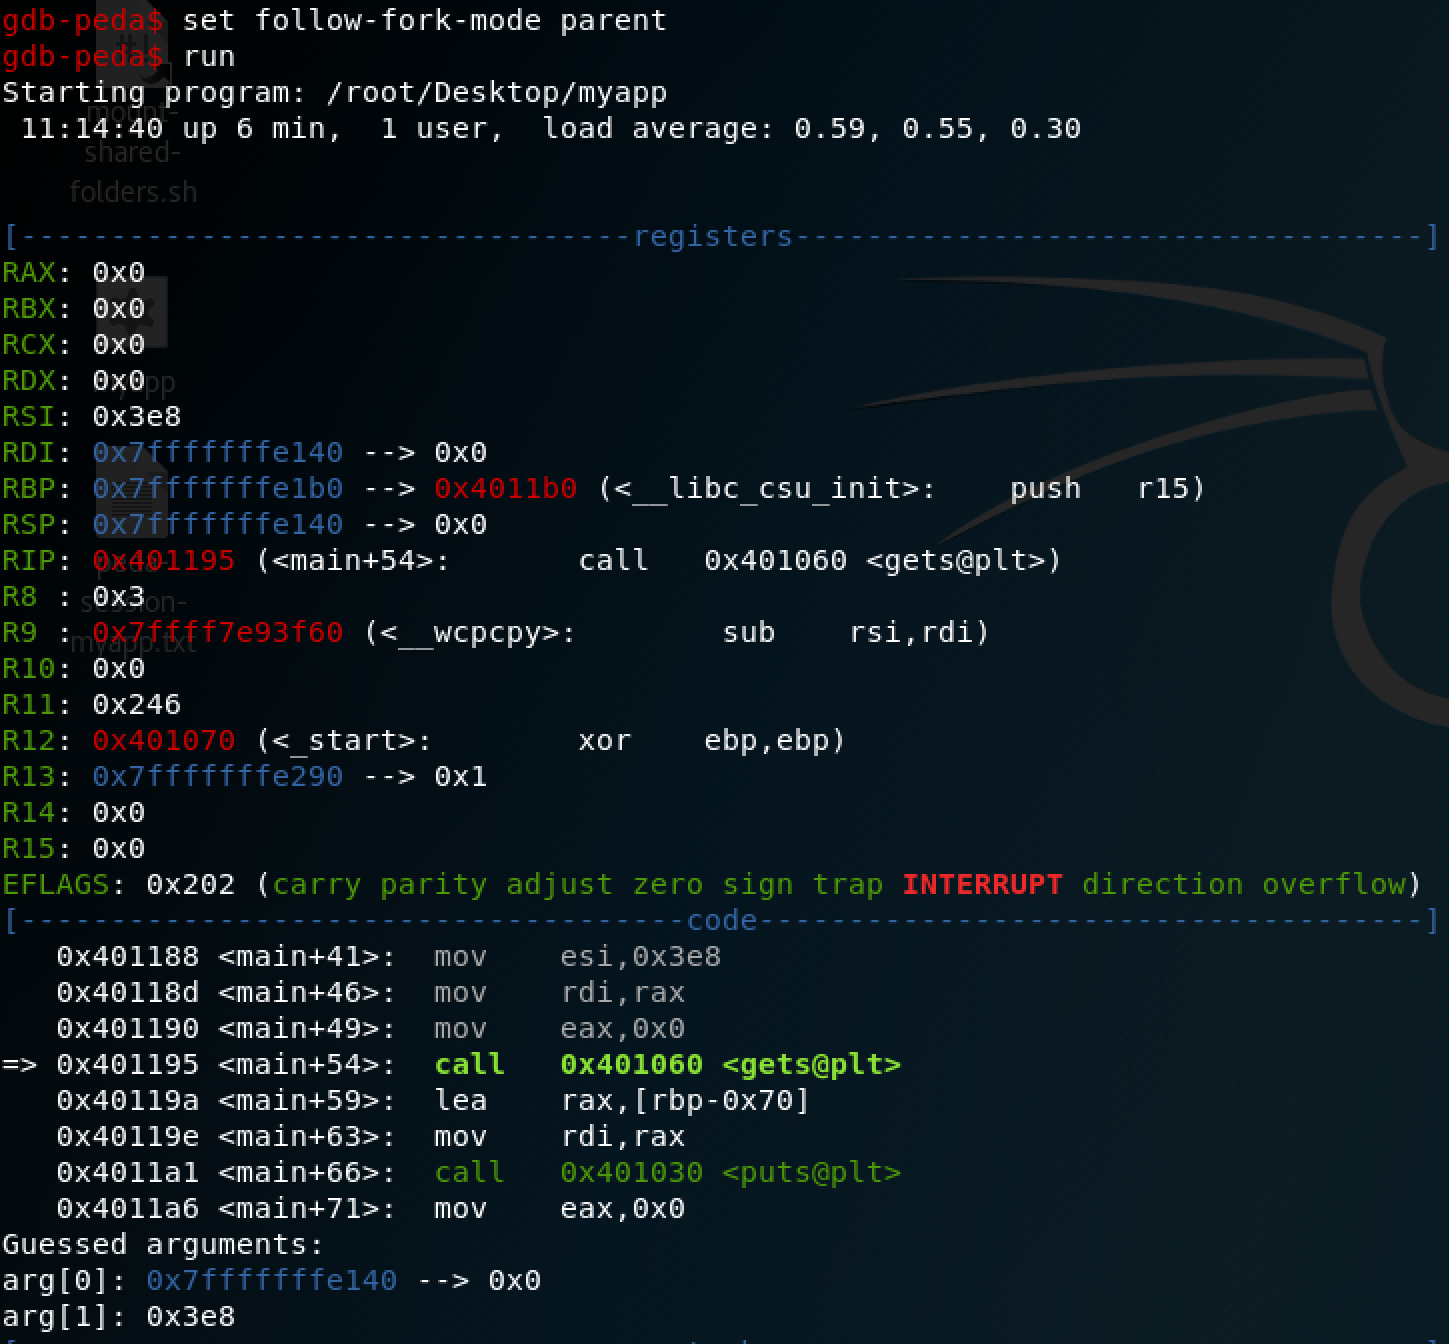 gdb-peda$ set follow-fork-mode parent
gdb-peda$ run
Starting program: /root/Desktop/myapp
 11:14:40 up 6 min,  1 user,  load average: 0.59, 0.55, 0.30
mount-
shared-
folders.sh
[----------------------------------registers-----------------------------------]
RAX: 0x0
RBX: 0x0
RCX: 0x0
RDX: 0x0
RSI: 0x3e8
RDI: 0x7fffffffe140 --> 0x0
RBP: 0x7fffffffe1b0 --> 0x4011b0 (<__libc_csu_init>:    push   r15)
RSP: 0x7fffffffe140 --> 0x0
RIP: 0x401195 (<main+54>:       call   0x401060 <gets@plt>)
R8 : 0x3
session-
R9 : 0x7ffff7e93f60 (<__wcpcpy>:        sub    rsi,rdi)
myapp.txt
R10: 0x0
R11: 0x246
R12: 0x401070 (<_start>:        xor    ebp,ebp)
R13: 0x7fffffffe290 --> 0x1
R14: 0x0
R15: 0x0
EFLAGS: 0x202 (carry parity adjust zero sign trap INTERRUPT direction overflow)
[-------------------------------------code-------------------------------------]
   0x401188 <main+41>:  mov    esi,0x3e8
   0x40118d <main+46>:  mov    rdi,rax
   0x401190 <main+49>:  mov    eax,0x0
=> 0x401195 <main+54>:  call   0x401060 <gets@plt>
   0x40119a <main+59>:  lea    rax,[rbp-0x70]
   0x40119e <main+63>:  mov    rdi,rax
   0x4011a1 <main+66>:  call   0x401030 <puts@plt>
   0x4011a6 <main+71>:  mov    eax,0x0
Guessed arguments:
arg[0]: 0x7fffffffe140 --> 0x0
arg[1]: 0x3e8